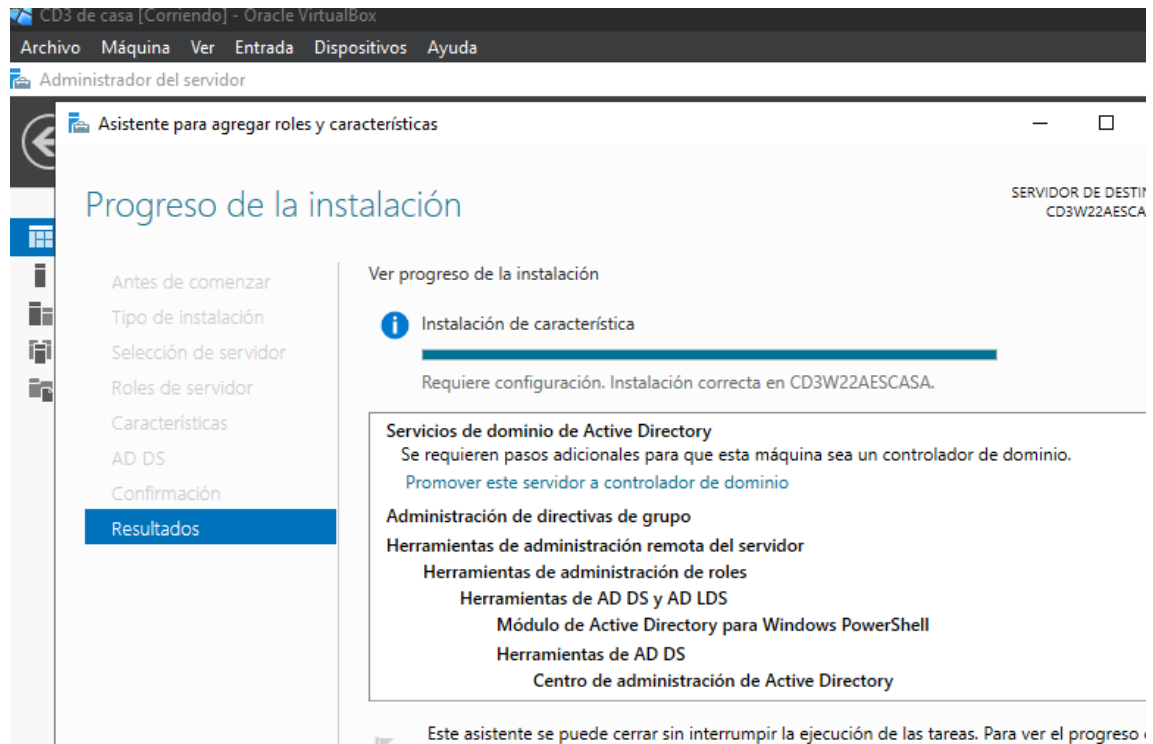 CD3 de casa [Corriendo] - Oracle VirtualBox
Archivo Máquina Ver Entrada Dispositivos Ayuda
Administrador del servidor
Asistente para agregar roles y características
Progreso de la instalación
SERVIDOR DE DESTIN
CD3W22AESCA
Antes de comenzar
Tipo de instalación
Selección de servidor
Roles de servidor
Características
AD DS
Confirmación
Resultados
Ver progreso de la instalación
Instalación de característica
Requiere configuración. Instalación correcta en CD3W22AESCASA.
Servicios de dominio de Active Directory
Se requieren pasos adicionales para que esta máquina sea un controlador de dominio.
Promover este servidor a controlador de dominio
Administración de directivas de grupo
Herramientas de administración remota del servidor
Herramientas de administración de roles
Herramientas de AD DS y AD LDS
Módulo de Active Directory para Windows PowerShell
Herramientas de AD DS
Centro de administración de Active Directory
Este asistente se puede cerrar sin interrumpir la ejecución de las tareas. Para ver el progreso